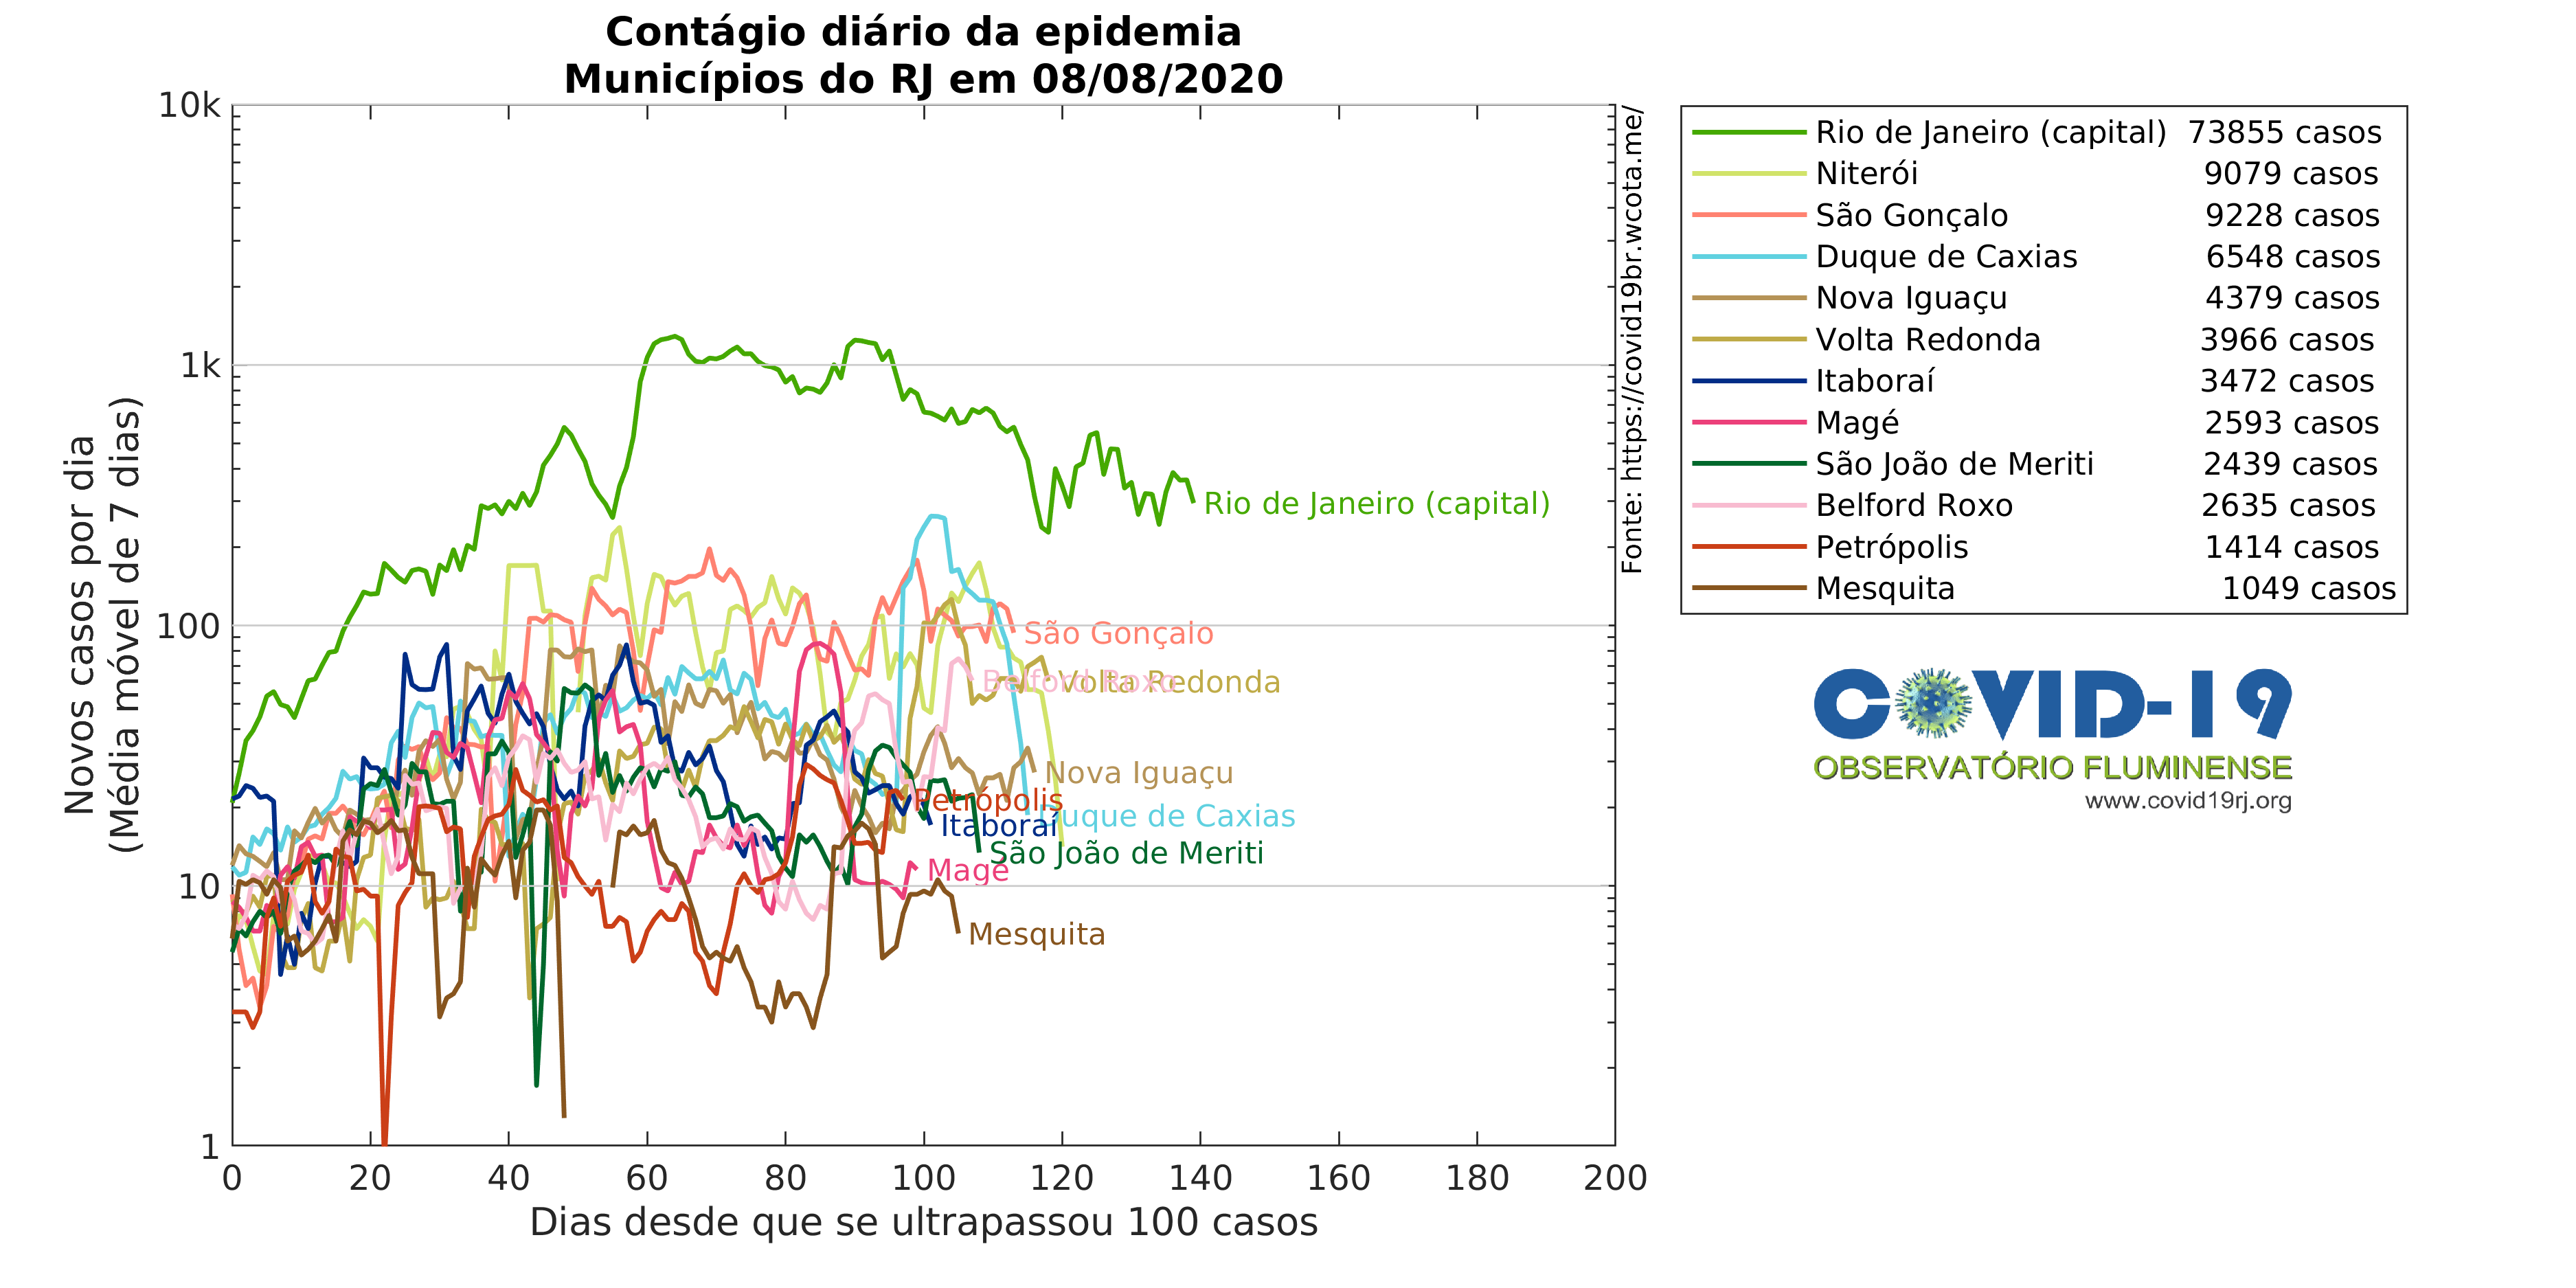 Contágio diário da epidemia
Municípios do RJ em 08/08/2020
Novos casos por dia
(Média móvel de 7 dias)
10k
1k
100
10
1
0 20 40 60 80 100 120 140 160 180 200
Dias desde que se ultrapassou 100 casos
Fonte: https://covid19br.wcota.me/
Rio de Janeiro (capital)
São Gonçalo
Belford Roxo
Volta Redonda
Nova Iguaçu
Petrópolis
Duque de Caxias
Itaboraí
São João de Meriti
Magé
Mesquita
Rio de Janeiro (capital) 73855 casos
Niterói 9079 casos
São Gonçalo 9228 casos
Duque de Caxias 6548 casos
Nova Iguaçu 4379 casos
Volta Redonda 3966 casos
Itaboraí 3472 casos
Magé 2593 casos
São João de Meriti 2439 casos
Belford Roxo 2635 casos
Petrópolis 1414 casos
Mesquita 1049 casos
COVID-19
OBSERVATÓRIO FLUMINENSE
www.covid19rj.org